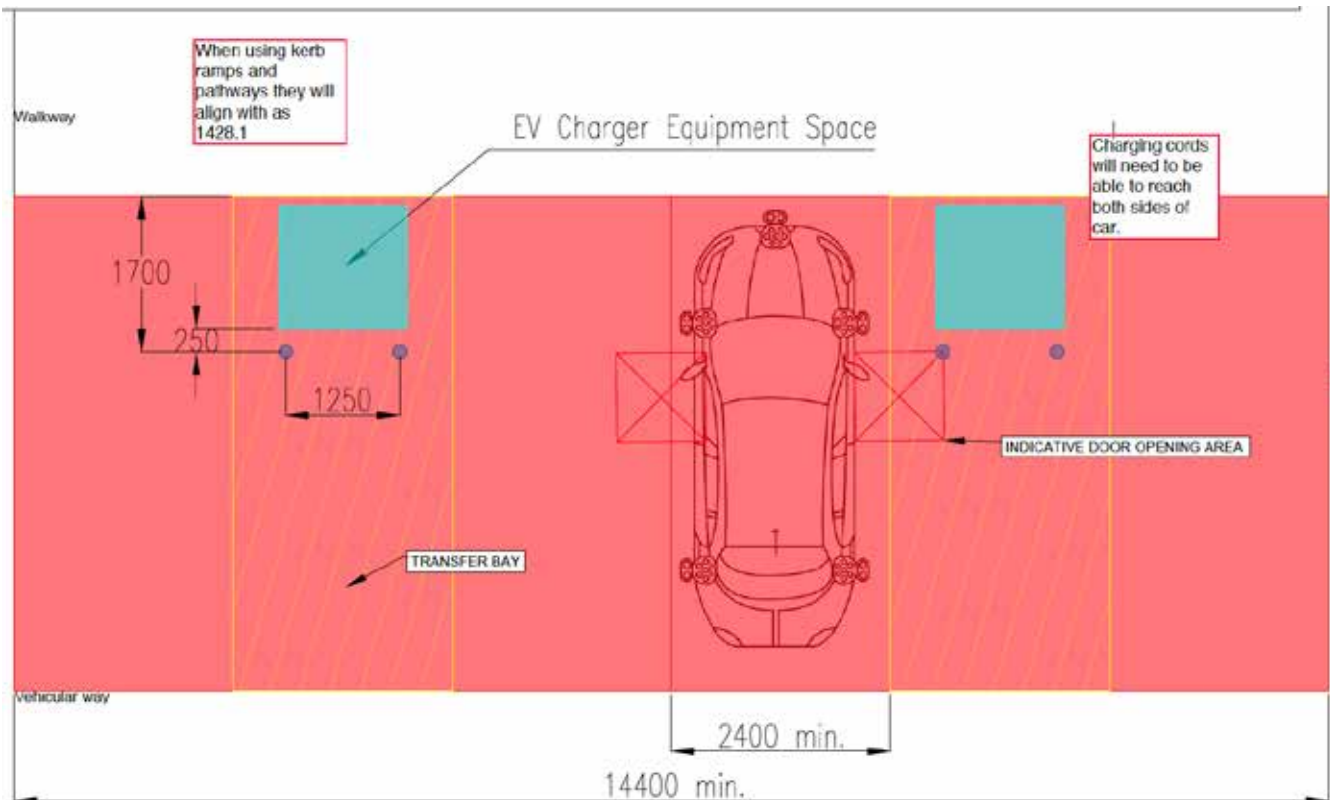 When using kerb
ramps and
pathways they will
align with as
1428.1
Walkway
EV Charger Equipment Space
Charging cords
will need to be
able to reach
both sides of
car.
1700
250
1250
INDICATIVE DOOR OPENING AREA
TRANSFER BAY
Vehicular way
2400 min.
14400 min.